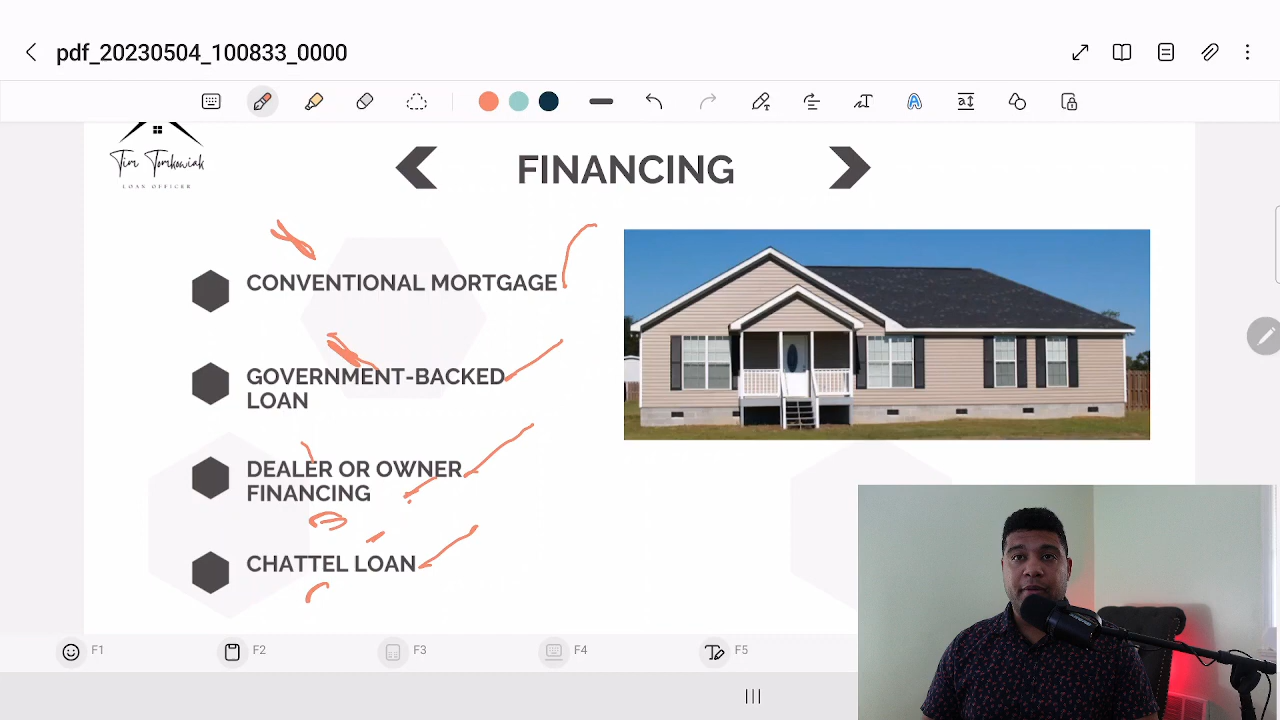 pdf_20230504_100833_0000
Tim Tomkowiak
LOAN OFFICER
FINANCING
CONVENTIONAL MORTGAGE
GOVERNMENT-BACKED
LOAN
DEALER OR OWNER
FINANCING
CHATTEL LOAN
F1
F2
F3
F4
F5